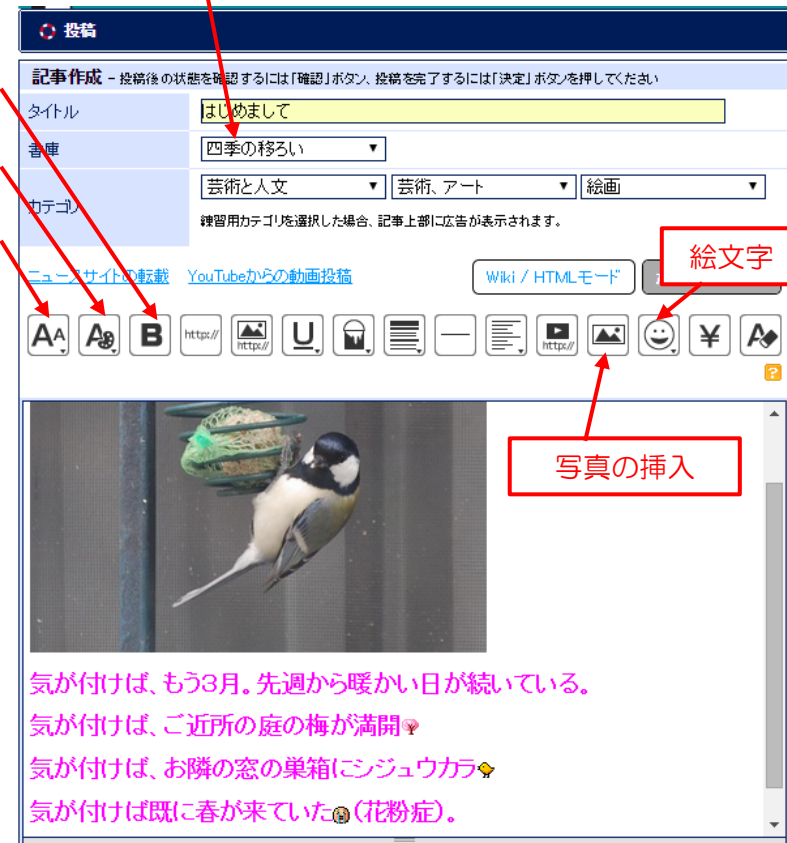 投稿
記事作成 - 投稿後の状態を確認するには「確認」ボタン、投稿を完了するには「決定」ボタンを押してください
タイトル はじめまして
書庫 四季の移ろい
カテゴリ 芸術と人文 芸術、アート 絵画
練習用カテゴリを選択した場合、記事上部に広告が表示されます。
ニュースサイトの転載 YouTubeからの動画投稿 Wiki / HTMLモード
絵文字
AA A B http:// http:// U http:// ¥ A
?
写真の挿入
気が付けば、もう3月。先週から暖かい日が続いている。
気が付けば、ご近所の庭の梅が満開
気が付けば、お隣の窓の巣箱にシジュウカラ
気が付けば既に春が来ていた(花粉症)。